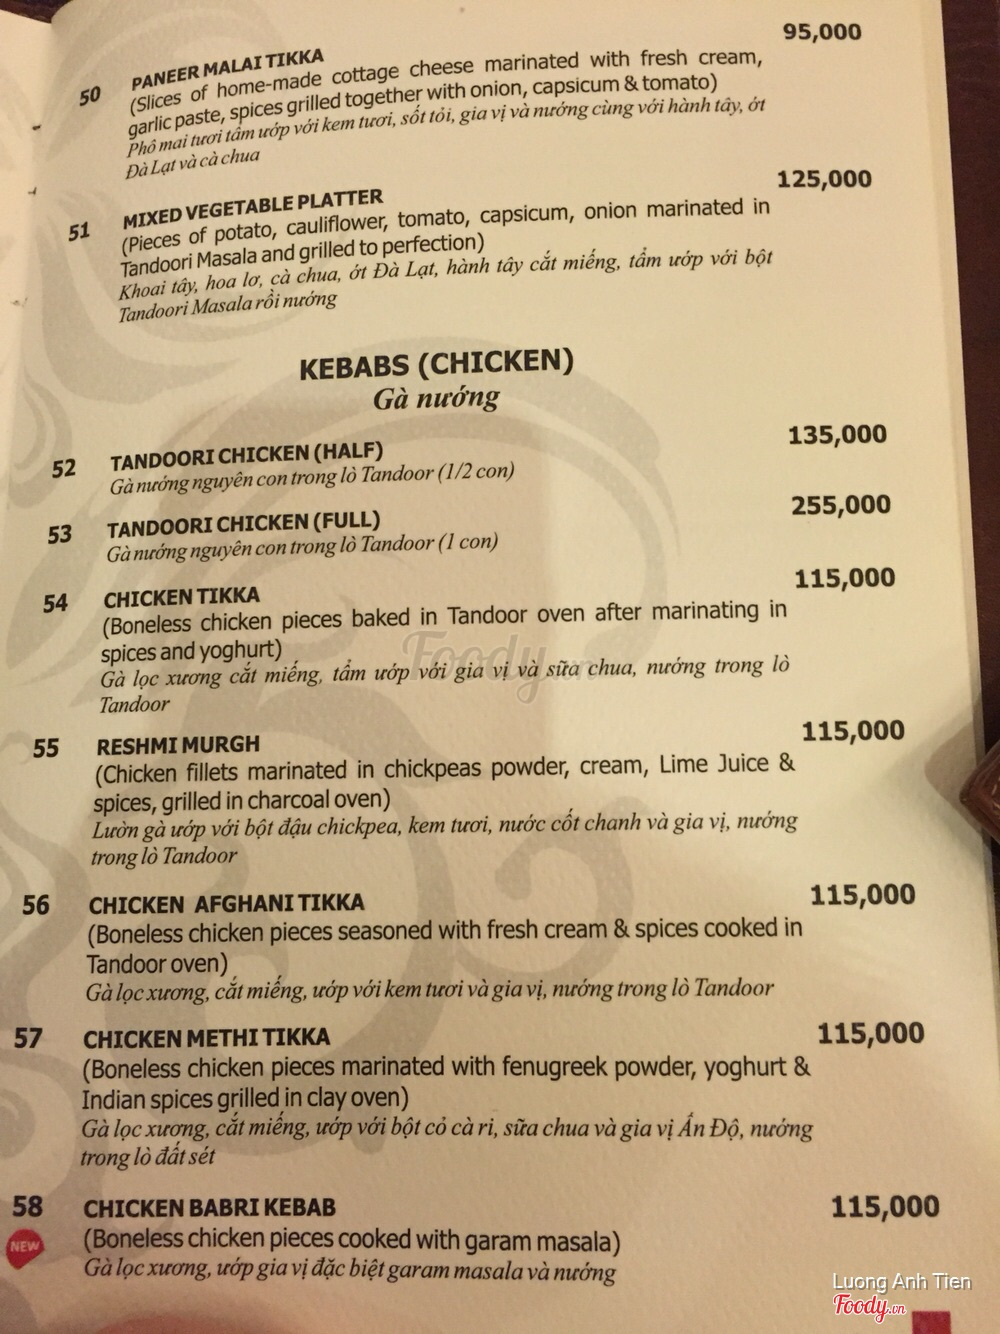 95,000
50 PANEER MALAI TIKKA
(Slices of home-made cottage cheese marinated with fresh cream,
garlic paste, spices grilled together with onion, capsicum & tomato)
Phô mai tươi tẩm ướp với kem tươi, sốt tỏi, gia vị và nướng cùng với hành tây, ớt
Đà Lạt và cà chua
125,000
51 MIXED VEGETABLE PLATTER
(Pieces of potato, cauliflower, tomato, capsicum, onion marinated in
Tandoori Masala and grilled to perfection)
Khoai tây, hoa lơ, cà chua, ớt Đà Lạt, hành tây cắt miếng, tẩm ướp với bột
Tandoori Masala rồi nướng
KEBABS (CHICKEN)
Gà nướng
52 TANDOORI CHICKEN (HALF) 135,000
Gà nướng nguyên con trong lò Tandoor (1/2 con)
53 TANDOORI CHICKEN (FULL) 255,000
Gà nướng nguyên con trong lò Tandoor (1 con)
54 CHICKEN TIKKA 115,000
(Boneless chicken pieces baked in Tandoor oven after marinating in
spices and yoghurt)
Gà lọc xương cắt miếng, tẩm ướp với gia vị và sữa chua, nướng trong lò
Tandoor
55 RESHMI MURGH 115,000
(Chicken fillets marinated in chickpeas powder, cream, Lime Juice &
spices, grilled in charcoal oven)
Lườn gà ướp với bột đậu chickpea, kem tươi, nước cốt chanh và gia vị, nướng
trong lò Tandoor
56 CHICKEN AFGHANI TIKKA 115,000
(Boneless chicken pieces seasoned with fresh cream & spices cooked in
Tandoor oven)
Gà lọc xương, cắt miếng, ướp với kem tươi và gia vị, nướng trong lò Tandoor
57 CHICKEN METHI TIKKA 115,000
(Boneless chicken pieces marinated with fenugreek powder, yoghurt &
Indian spices grilled in clay oven)
Gà lọc xương, cắt miếng, ướp với bột cỏ cà ri, sữa chua và gia vị Ấn Độ, nướng
trong lò đất sét
58 CHICKEN BABRI KEBAB 115,000
NEW (Boneless chicken pieces cooked with garam masala)
Gà lọc xương, ướp gia vị đặc biệt garam masala và nướng
Foody.vn
Luong Anh Tien
Foody.vn